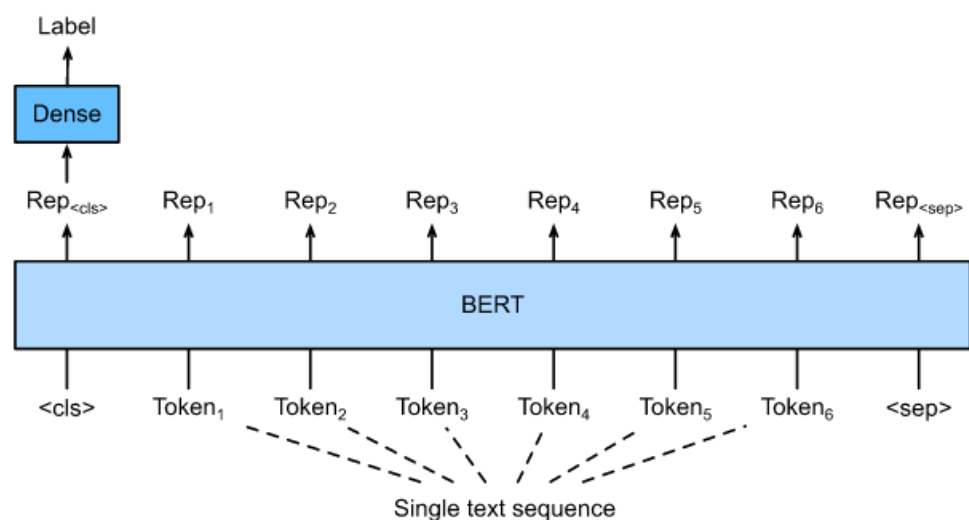 Label
Dense
Rep<cls> Rep1 Rep2 Rep3 Rep4 Rep5 Rep6 Rep<sep>
BERT
<cls> Token1 Token2 Token3 Token4 Token5 Token6 <sep>
Single text sequence